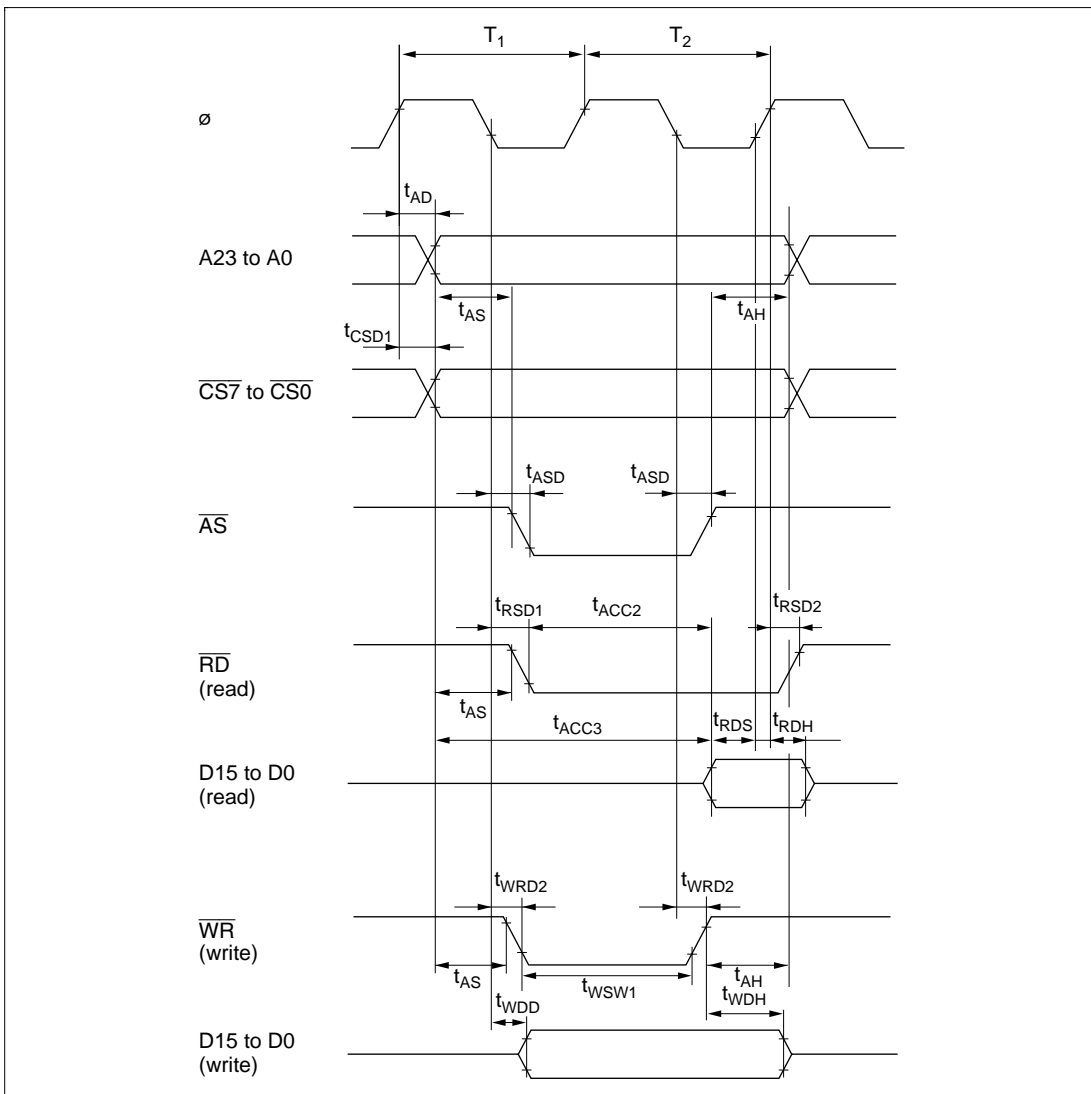 T1 T2
ø
tAD
A23 to A0
tAS tAH
tCSD1
CS7 to CS0
tASD tASD
AS
tRSD1 tACC2 tRSD2
RD
(read)
tAS
tACC3 tRDS tRDH
D15 to D0
(read)
tWRD2 tWRD2
WR
(write)
tAS tWSW1 tAH
tWDD tWDH
D15 to D0
(write)